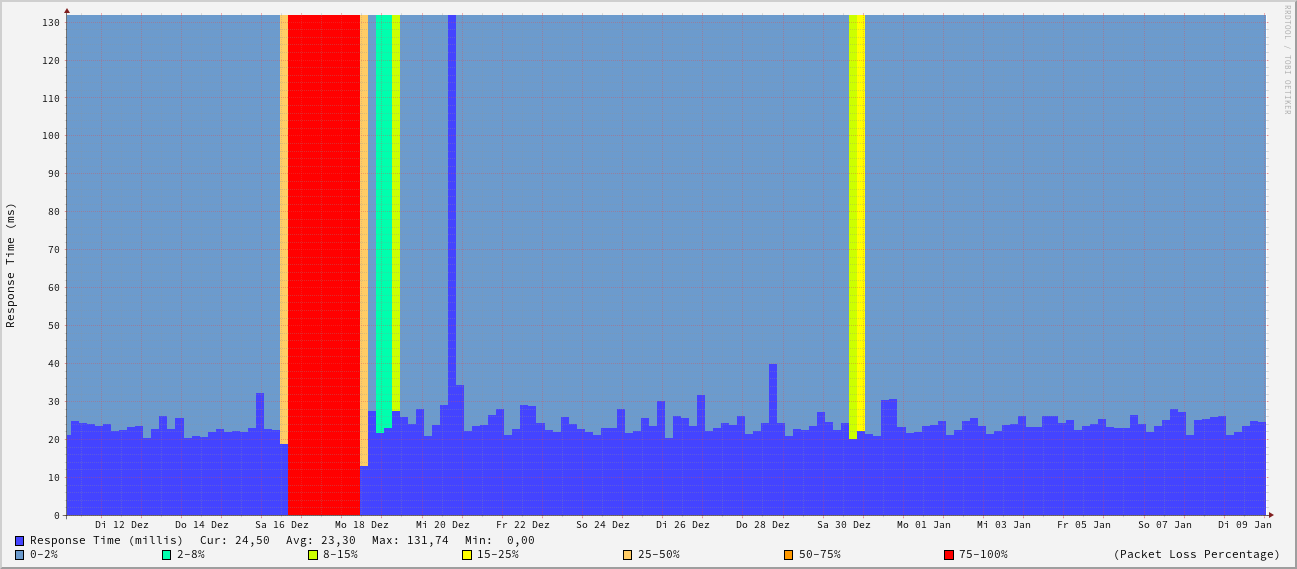 RRDTOOL / TOBI OETIKER
Response Time (ms)
130
120
110
100
90
80
70
60
50
40
30
20
10
0
Di 12 Dez Do 14 Dez Sa 16 Dez Mo 18 Dez Mi 20 Dez Fr 22 Dez So 24 Dez Di 26 Dez Do 28 Dez Sa 30 Dez Mo 01 Jan Mi 03 Jan Fr 05 Jan So 07 Jan Di 09 Jan
Response Time (millis) Cur: 24,50 Avg: 23,30 Max: 131,74 Min: 0,00
0-2% 2-8% 8-15% 15-25% 25-50% 50-75% 75-100% (Packet Loss Percentage)